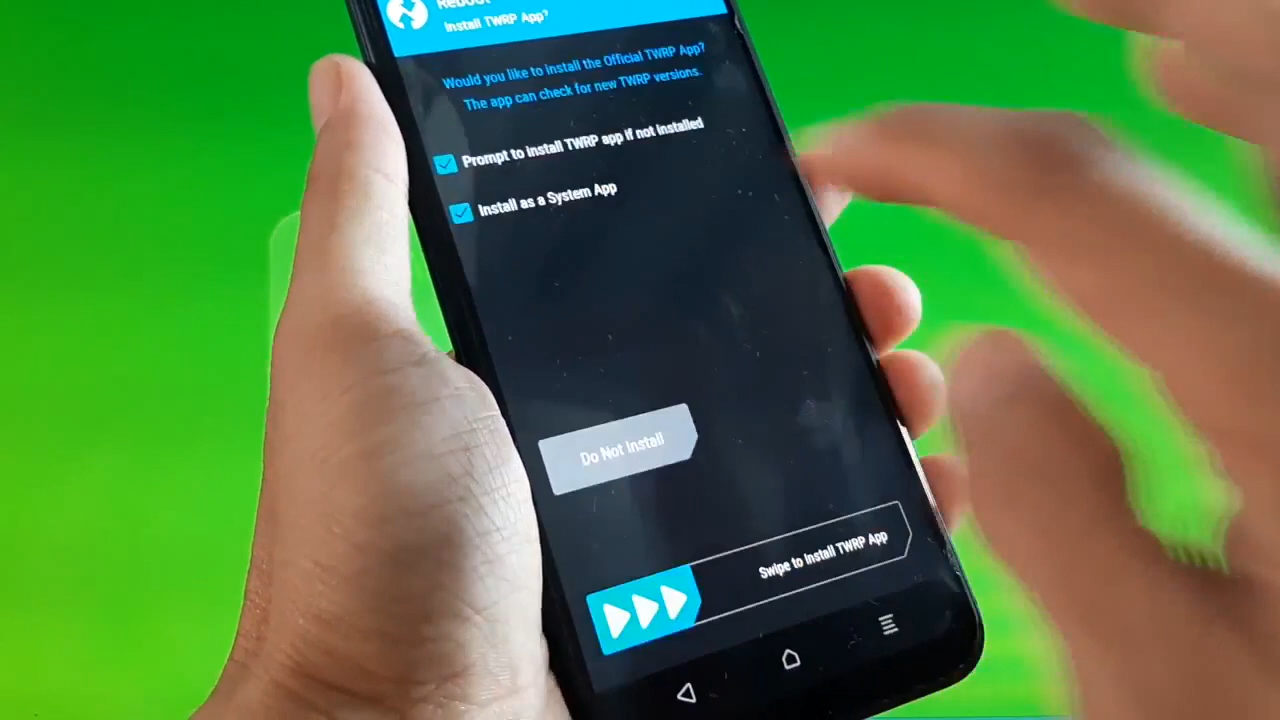 Reboot
Install TWRP App?
Would you like to install the Official TWRP App?
The app can check for new TWRP versions.
Prompt to install TWRP app if not installed
Install as a System App
Do Not Install
Swipe to Install TWRP App